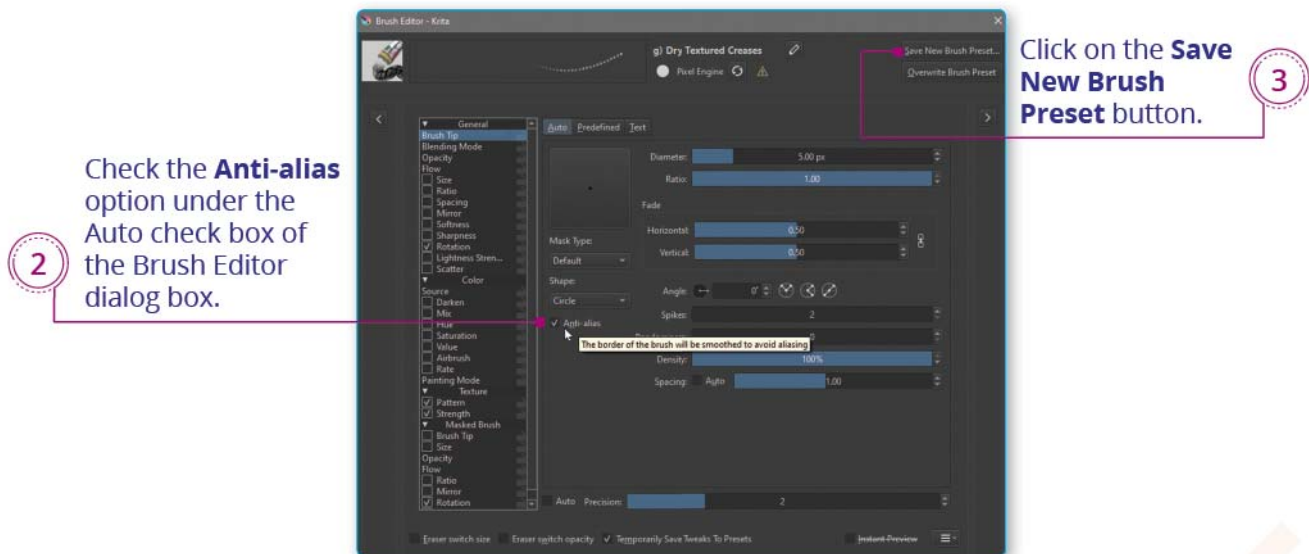 Brush Editor - Krita
g) Dry Textured Creases
Save New Brush Preset...
Pixel Engine
Overwrite Brush Preset
Click on the Save
New Brush
Preset button.
3
Check the Anti-alias
option under the
Auto check box of
the Brush Editor
dialog box.
2
General
Brush Tip
Blending Mode
Opacity
Flow
Size
Ratio
Spacing
Mirror
Softness
Sharpness
Rotation
Lightness Stren...
Scatter
Color
Source
Darken
Mix
Hue
Saturation
Value
Airbrush
Rate
Painting Mode
Texture
Pattern
Strength
Masked Brush
Brush Tip
Size
Opacity
Flow
Ratio
Mirror
Rotation
Auto Predefined Text
Diameter: 5.00 px
Ratio: 1.00
Fade
Horizontal: 0.50
Vertical: 0.50
Mask Type:
Default
Shape:
Circle
Anti-alias
Angle: 0°
Spikes: 2
0
The border of the brush will be smoothed to avoid aliasing
Density: 100%
Spacing: Auto 1.00
Auto Precision: 2
Eraser switch size Eraser switch opacity Temporarily Save Tweaks To Presets Instant Preview